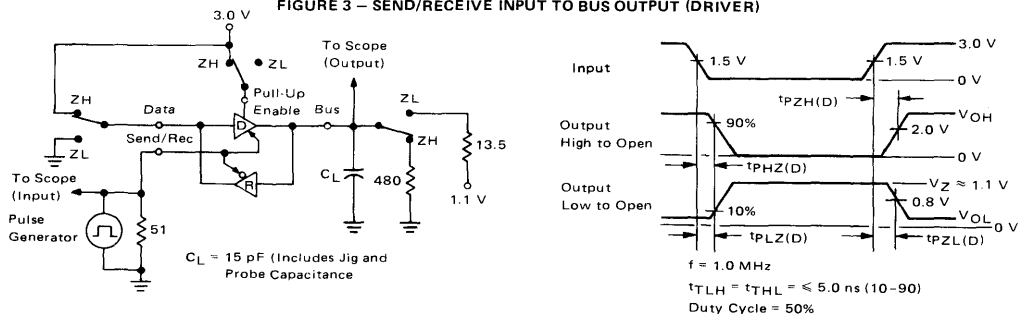 FIGURE 3 – SEND/RECEIVE INPUT TO BUS OUTPUT (DRIVER)
3.0 V
To Scope
(Output)
ZH
ZL
Pull-Up
Enable
ZH
Data
D
Bus
ZL
ZH
13.5
Send/Rec
ZL
R
CL
480
1.1 V
To Scope
(Input)
Pulse
Generator
51
CL = 15 pF (Includes Jig and
Probe Capacitance
Input
1.5 V
1.5 V
3.0 V
0 V
tPZH(D)
Output
High to Open
90%
VOH
2.0 V
0 V
tPHZ(D)
Output
Low to Open
VZ ≈ 1.1 V
0.8 V
10%
VOL
0 V
tPLZ(D)
tPZL(D)
f = 1.0 MHz
tTLH = tTHL = ⩽ 5.0 ns (10-90)
Duty Cycle = 50%